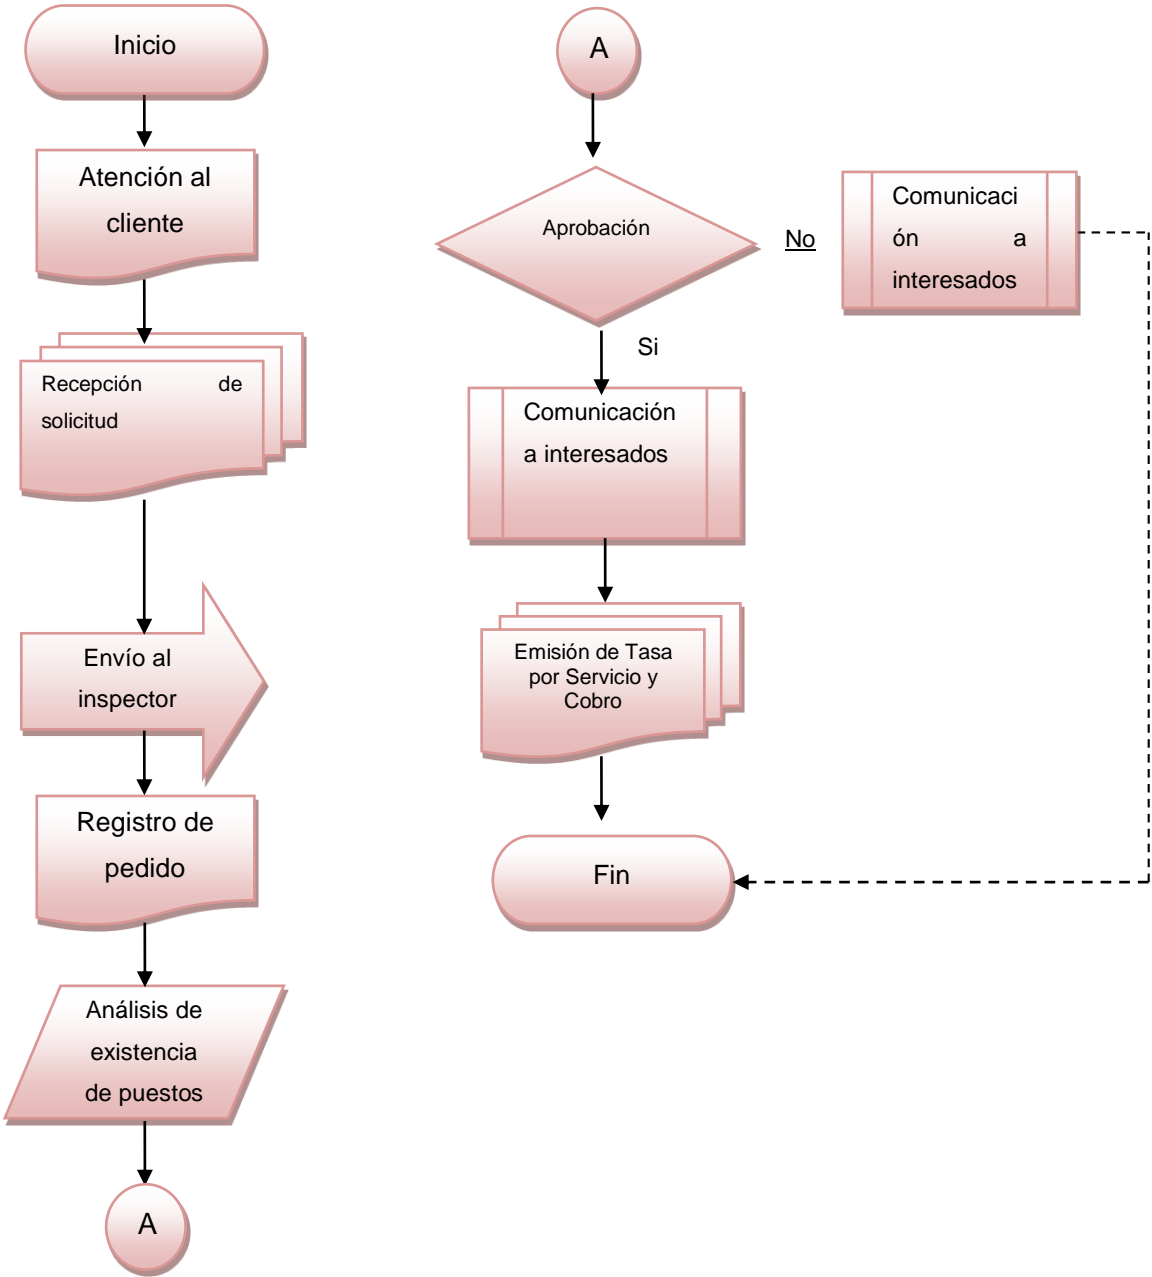 Inicio
Atención al
cliente
Recepción de
solicitud
Envío al
inspector
Registro de
pedido
Análisis de
existencia
de puestos
A
A
Aprobación
No
Comunicaci
ón a
interesados
Si
Comunicación
a interesados
Emisión de Tasa
por Servicio y
Cobro
Fin